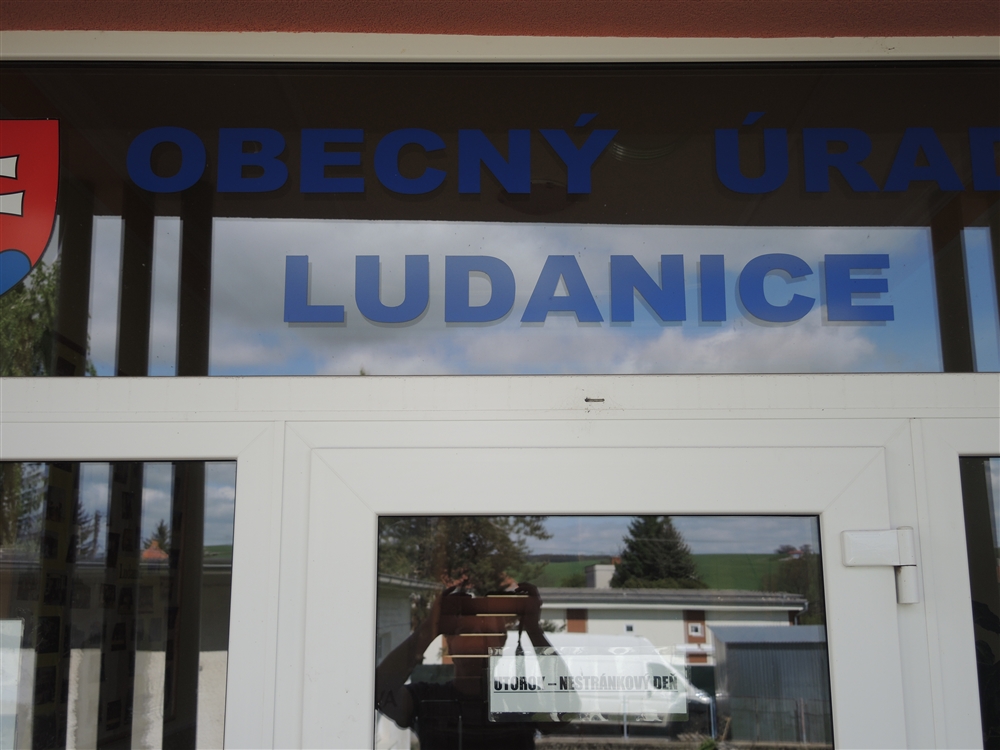 OBECNÝ ÚRAD
LUDANICE
UTOROK – NESTRÁNKOVÝ DEŇ